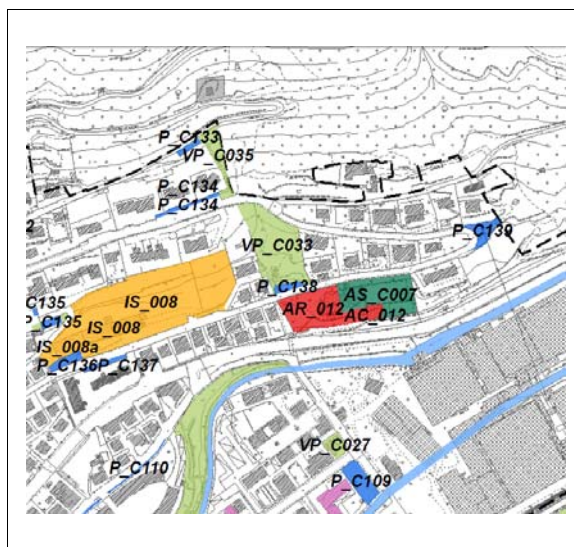 P_C133
VP_C035
P_C134
P_C134
2
VP_C033
P_C139
P_C138
AS_C007
AR_012
AC_012
IS_008
C135
P_C135
IS_008
IS_008a
P_C136 P_C137
VP_C027
P_C110
P_C109